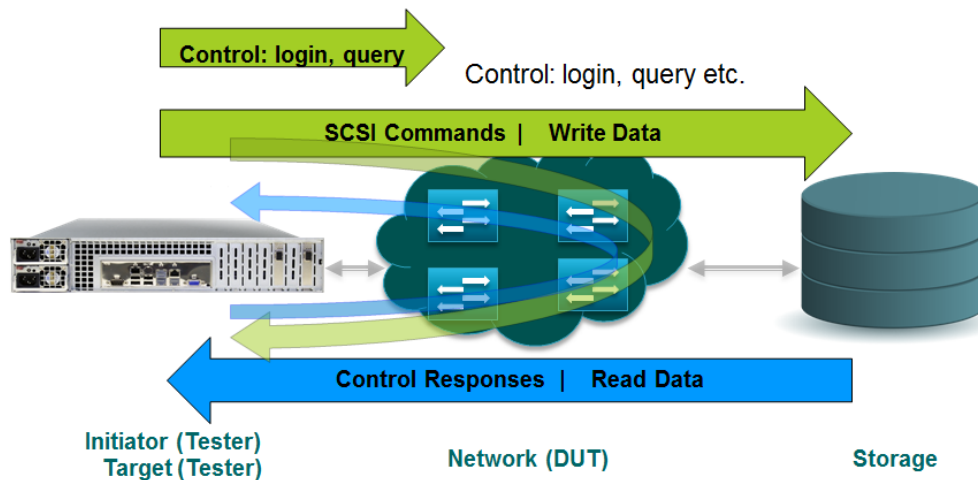 Control: login, query
Control: login, query etc.
SCSI Commands | Write Data
Control Responses | Read Data
Initiator (Tester)
Target (Tester)
Network (DUT)
Storage